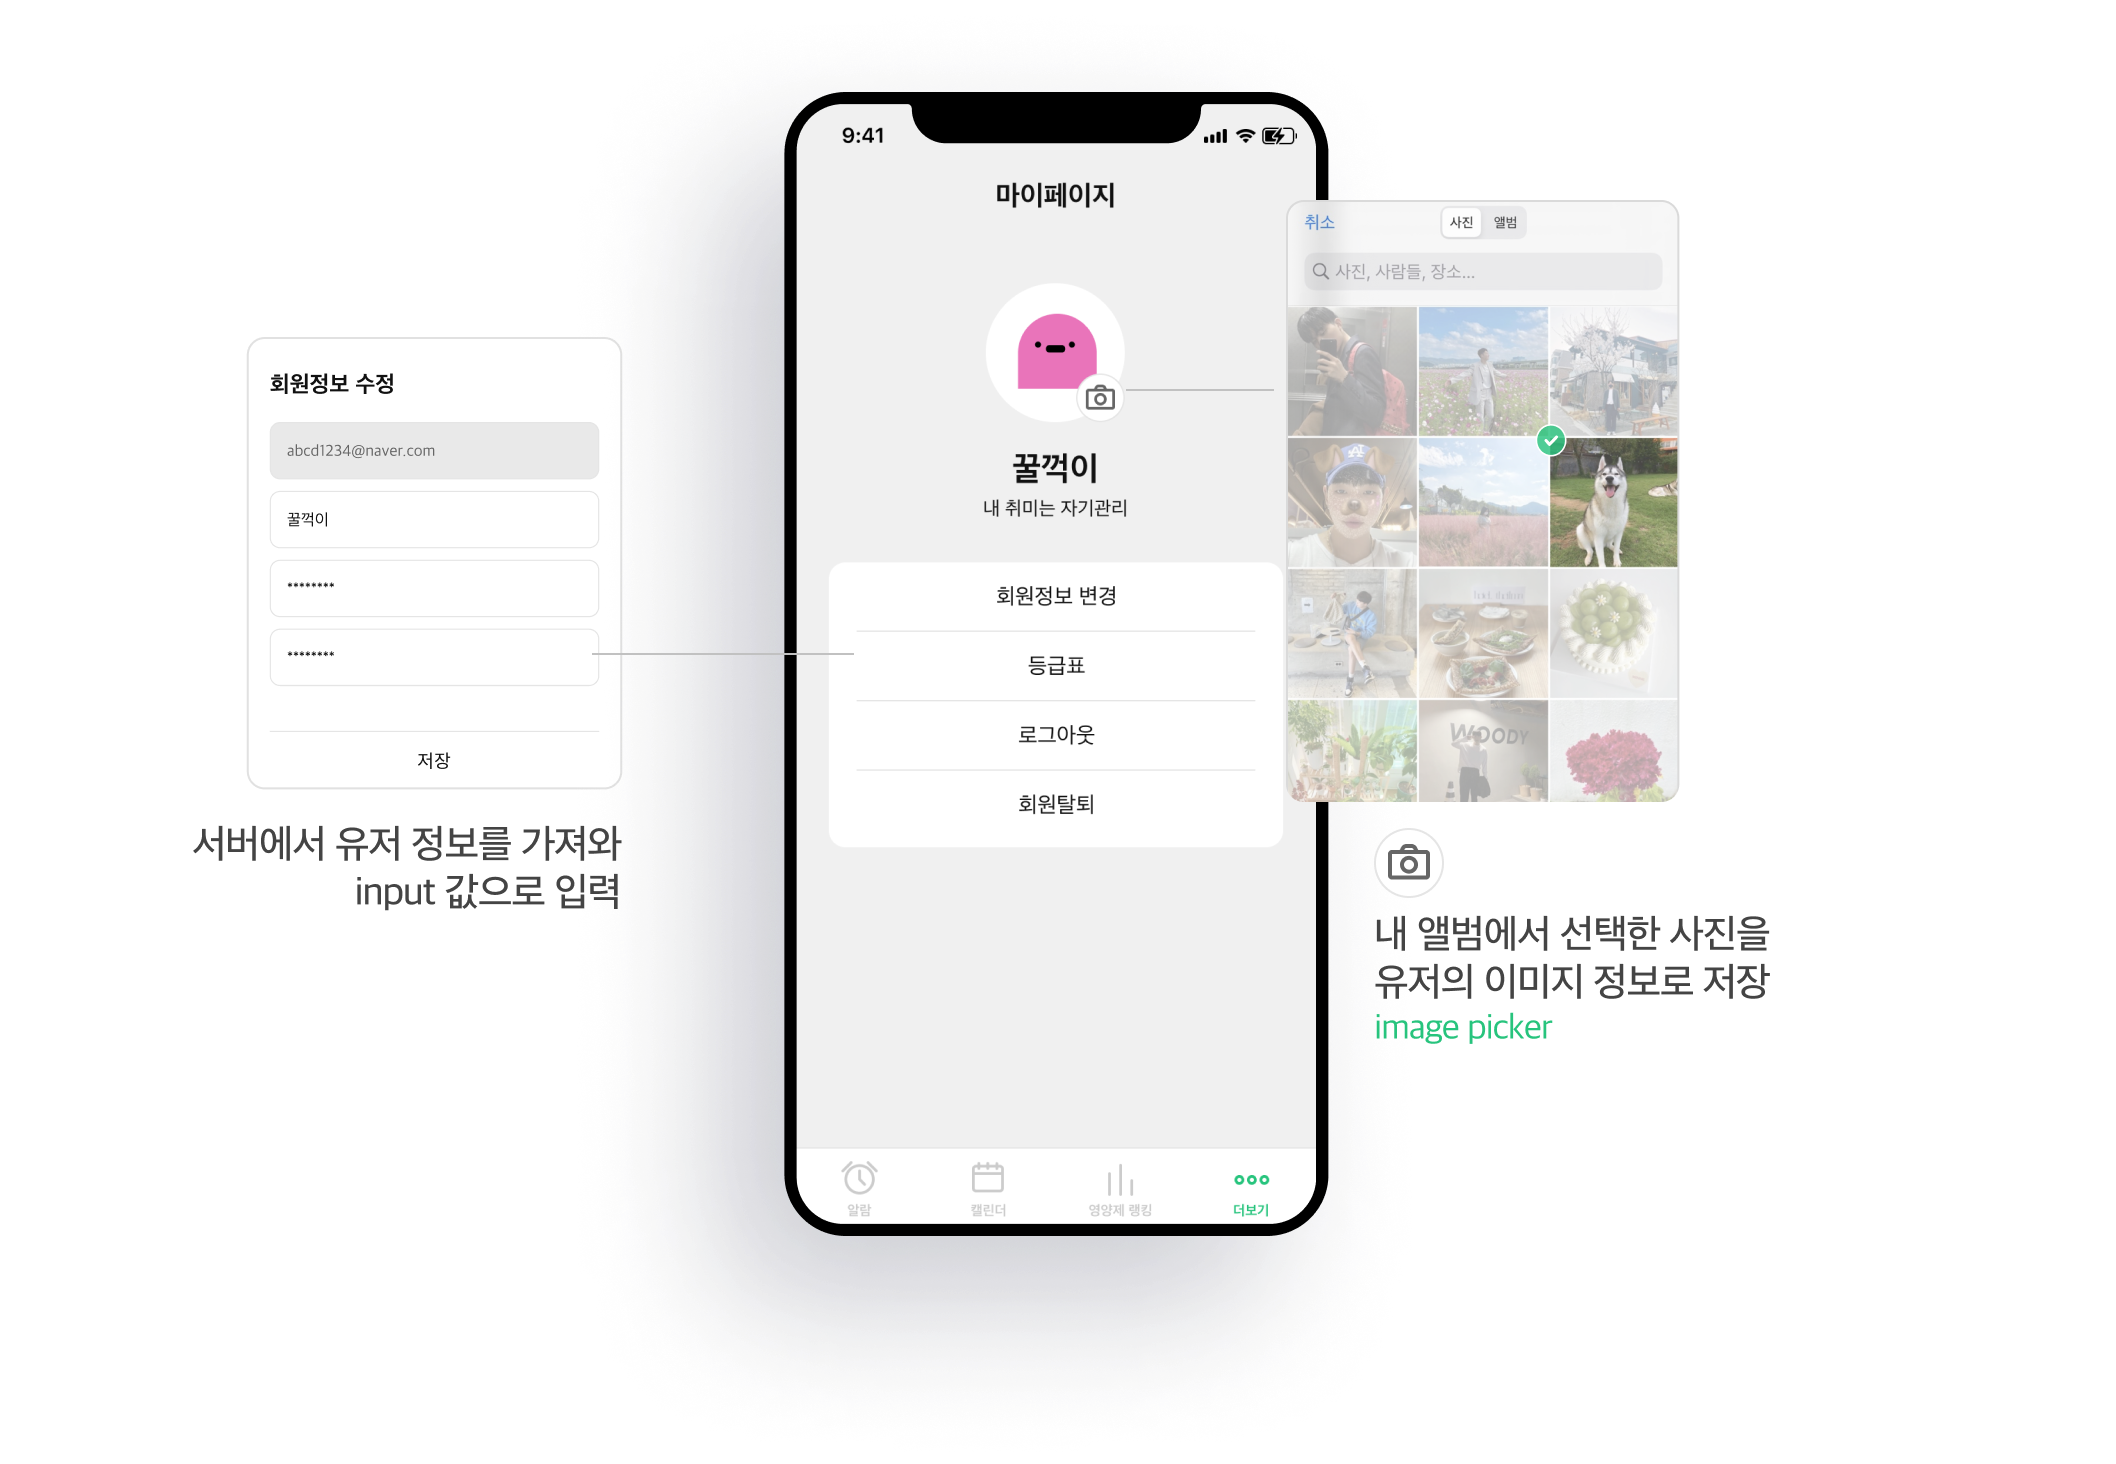 9:41
마이페이지
꿀꺽이
내 취미는 자기관리
회원정보 변경
등급표
로그아웃
회원탈퇴
알람
캘린더
영양제 랭킹
더보기
회원정보 수정
abcd1234@naver.com
꿀꺽이
********
********
저장
서버에서 유저 정보를 가져와
input 값으로 입력
취소
사진
앨범
사진, 사람들, 장소...
WOODY
내 앨범에서 선택한 사진을
유저의 이미지 정보로 저장
image picker